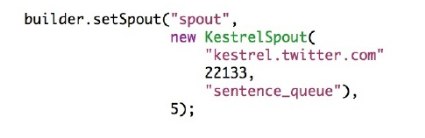 builder.setSpout("spout",
new KestrelSpout(
"kestrel.twitter.com"
22133,
"sentence_queue"),
5);